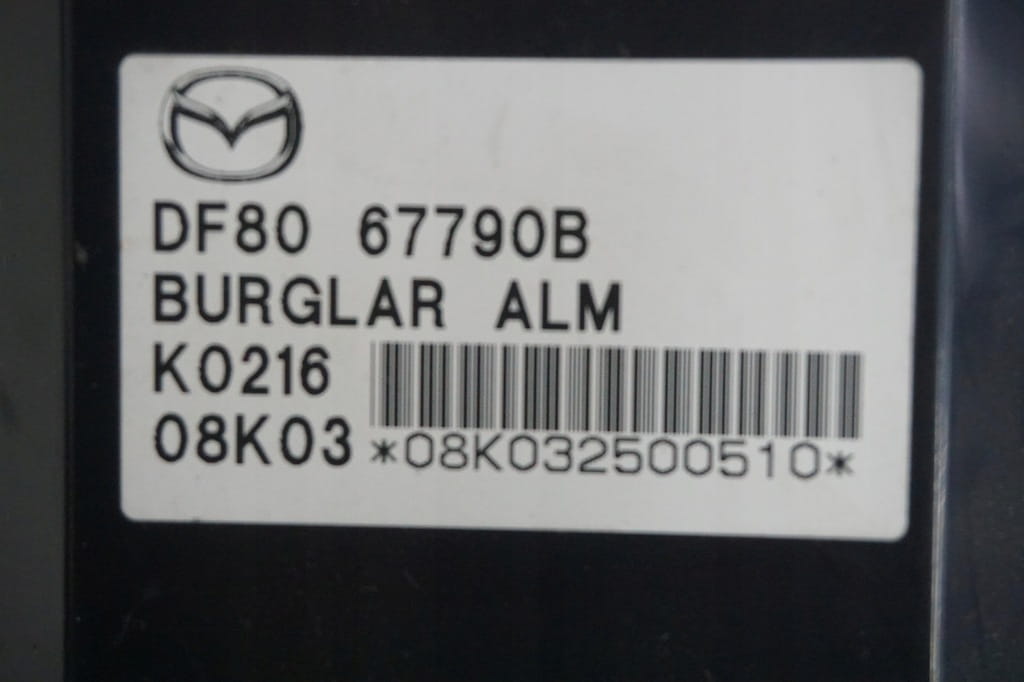 DF80 67790B
BURGLAR ALM
K0216
08K03 *08K032500510*